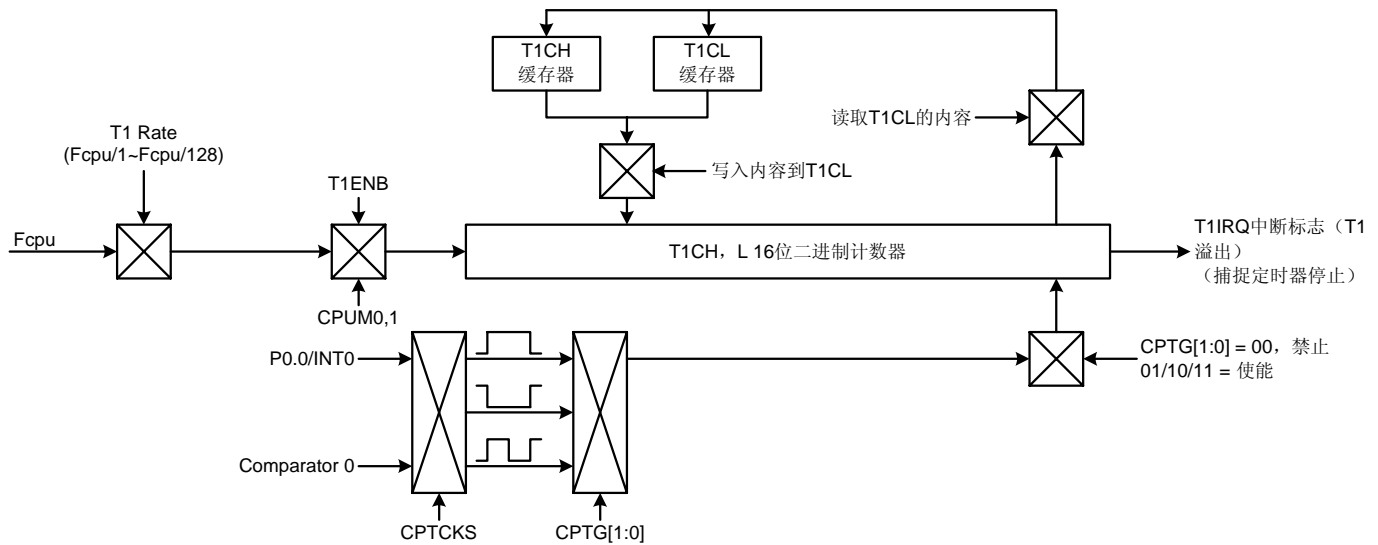 T1CH
缓存器
T1CL
缓存器
读取T1CL的内容
T1 Rate
(Fcpu/1~Fcpu/128)
写入内容到T1CL
T1ENB
Fcpu
T1CH，L 16位二进制计数器
T1IRQ中断标志（T1
溢出）
（捕捉定时器停止）
CPUM0,1
P0.0/INT0
CPTG[1:0] = 00，禁止
01/10/11 = 使能
Comparator 0
CPTCKS
CPTG[1:0]